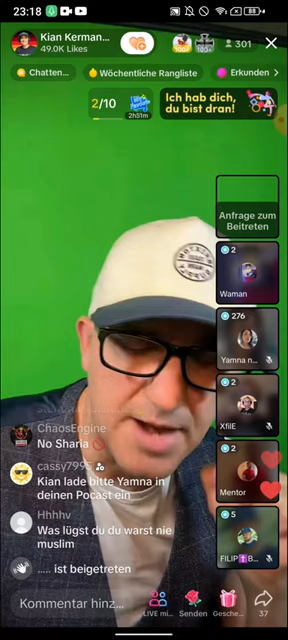 23:18
88
Kian Kerman...
49.0K Likes
100+
301
Chatten...
Wöchentliche Rangliste
Erkunden
2/10
2h51m
Ich hab dich,
du bist dran!
Anfrage zum
Beitreten
2
Waman
276
Yamna n...
2
XfilE
2
Mentor
5
FILIP✝️B...
ChaosEngine
No Sharia 🚫
cassy7995
Kian lade bitte Yamna in
deinen Pocast ein
Hhhhv
Was lügst du du warst nie
muslim
..... ist beigetreten
Kommentar hinz...
LIVE mi...
Senden
Gesche...
37